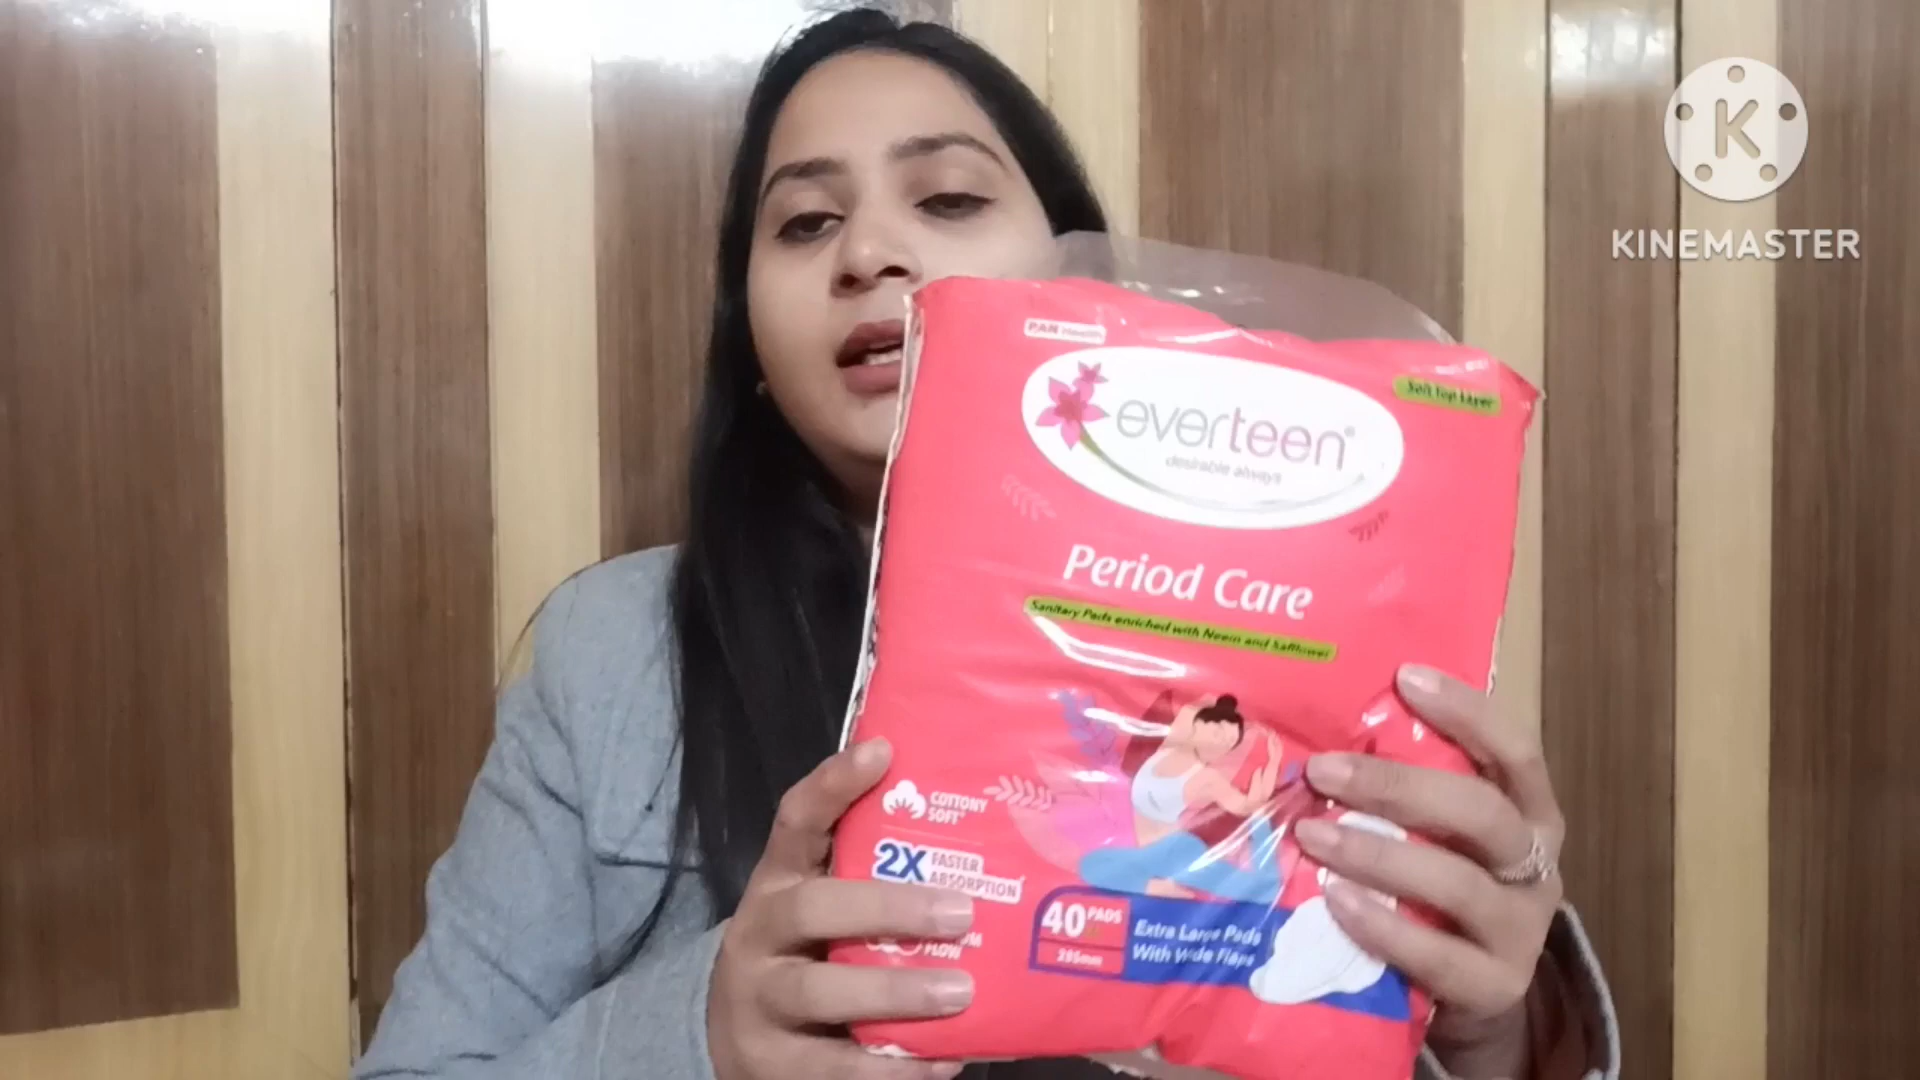 KINEMASTER
K
PAN Health
Soft Top Layer
everteen®
desirable always
Period Care
Sanitary Pads enriched with Neem and Safflower
COTTONY
SOFT
2X FASTER
ABSORPTION
FLOW
40 PADS
Extra Large Pads
With Wide Flaps